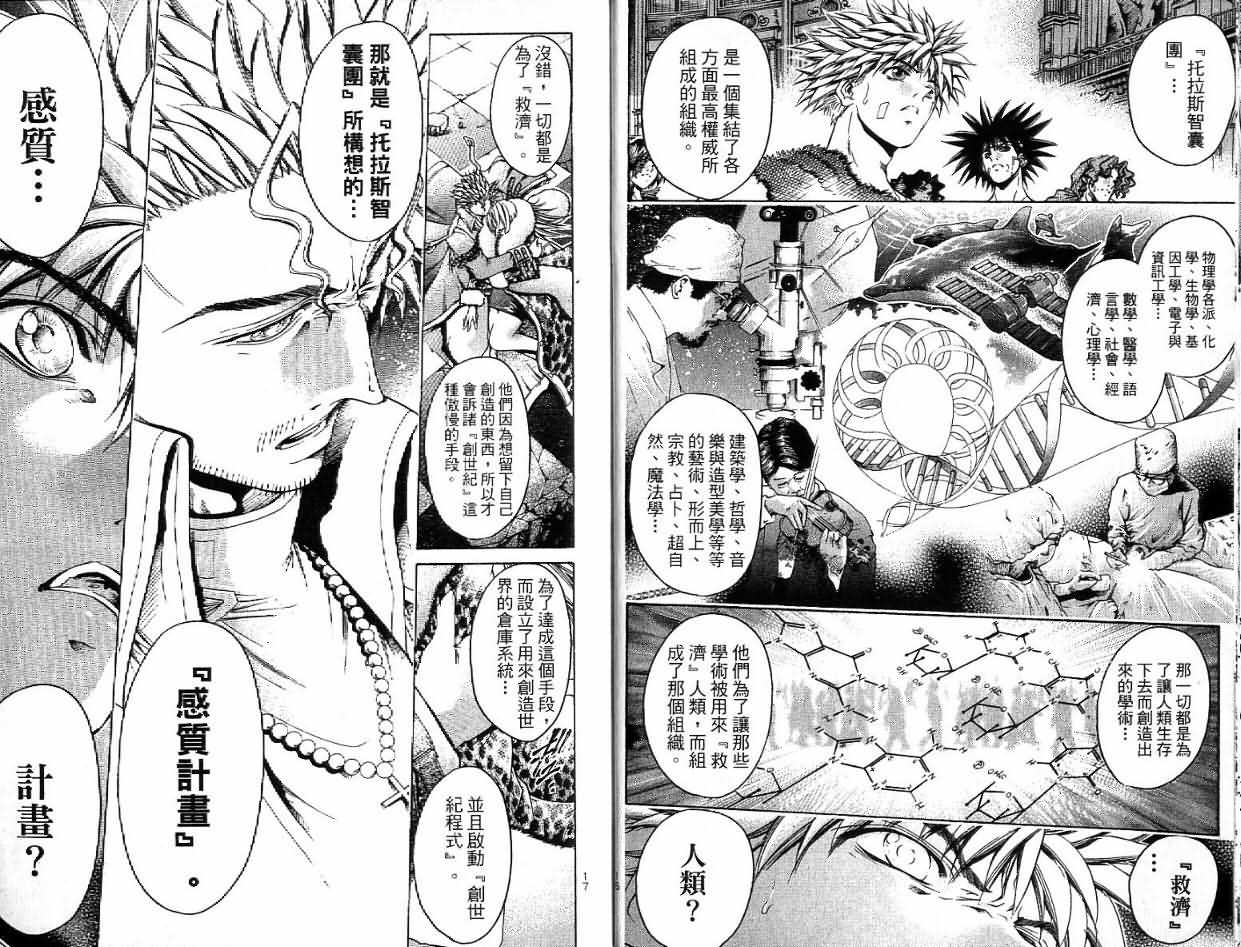 『托拉斯智囊
團』…
是一個集結了各
方面最高權威所
組成的組織。
物理學各派、化
學、生物學、基
因工學、電子與
資訊工學…
數學、醫學、語
言學、社會、經
濟、心理學…
建築學、哲學、音
樂與造型美學等等
的藝術、形而上、
宗教、占卜、超自
然、魔法學…
那一切都是為
了讓人類生存
下去而創造出
來的學術…
他們為了讓那些
學術被用來『救
濟』人類，而組
成了那個組織。
『救濟』
…
人類？
16
沒錯，一切都是
為了『救濟』。
他們因為想留下自己
創造的東西，所以才
會訴諸『創世紀』這
種傲慢的手段。
為了達成這個手段，
而設立了用來創造世
界的倉庫系統…
並且啟動『創世
紀程式』。
那就是『托拉斯智
囊團』所構想的…
『感質計畫』。
感質…
計畫？
17